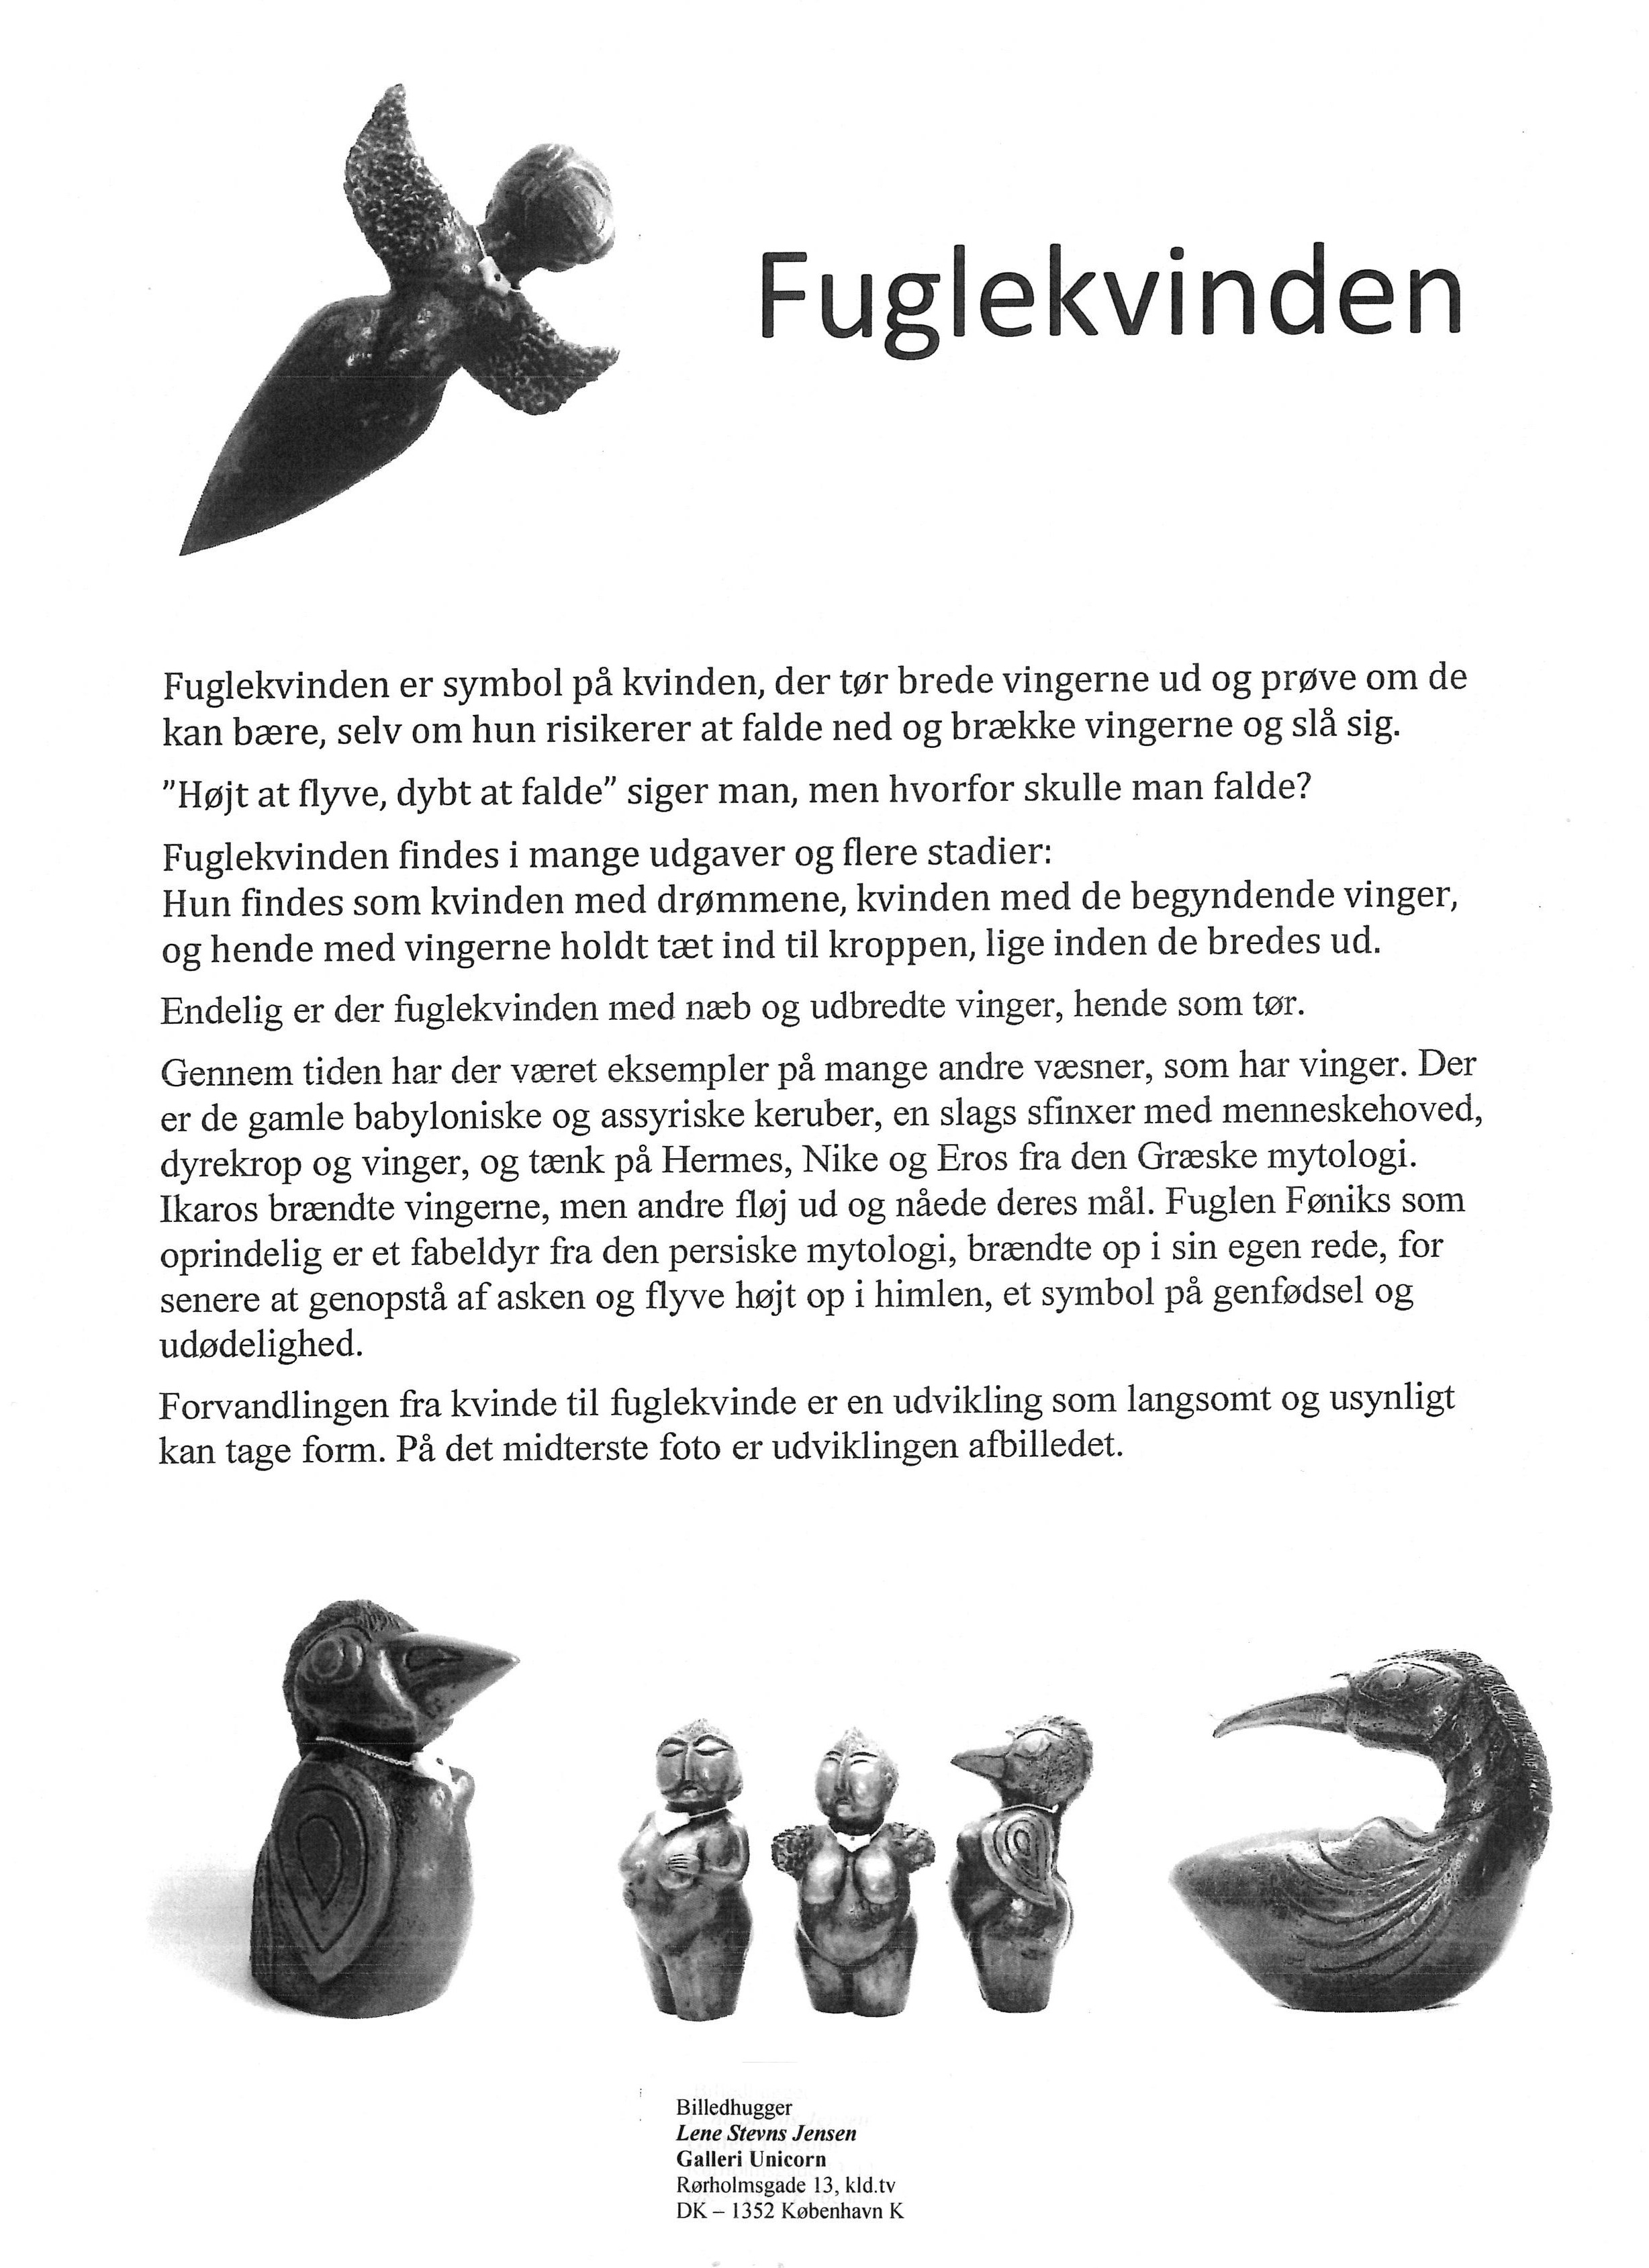 Fuglekvinden
Fuglekvinden er symbol på kvinden, der tør brede vingerne ud og prøve om de
kan bære, selv om hun risikerer at falde ned og brække vingerne og slå sig.
”Højt at flyve, dybt at falde” siger man, men hvorfor skulle man falde?
Fuglekvinden findes i mange udgaver og flere stadier:
Hun findes som kvinden med drømmene, kvinden med de begyndende vinger,
og hende med vingerne holdt tæt ind til kroppen, lige inden de bredes ud.
Endelig er der fuglekvinden med næb og udbredte vinger, hende som tør.
Gennem tiden har der været eksempler på mange andre væsner, som har vinger. Der
er de gamle babyloniske og assyriske keruber, en slags sfinxer med menneskehoved,
dyrekrop og vinger, og tænk på Hermes, Nike og Eros fra den Græske mytologi.
Ikaros brændte vingerne, men andre fløj ud og nåede deres mål. Fuglen Føniks som
oprindelig er et fabeldyr fra den persiske mytologi, brændte op i sin egen rede, for
senere at genopstå af asken og flyve højt op i himlen, et symbol på genfødsel og
udødelighed.
Forvandlingen fra kvinde til fuglekvinde er en udvikling som langsomt og usynligt
kan tage form. På det midterste foto er udviklingen afbilledet.
Billedhugger
Lene Stevns Jensen
Galleri Unicorn
Rørholmsgade 13, kld.tv
DK – 1352 København K